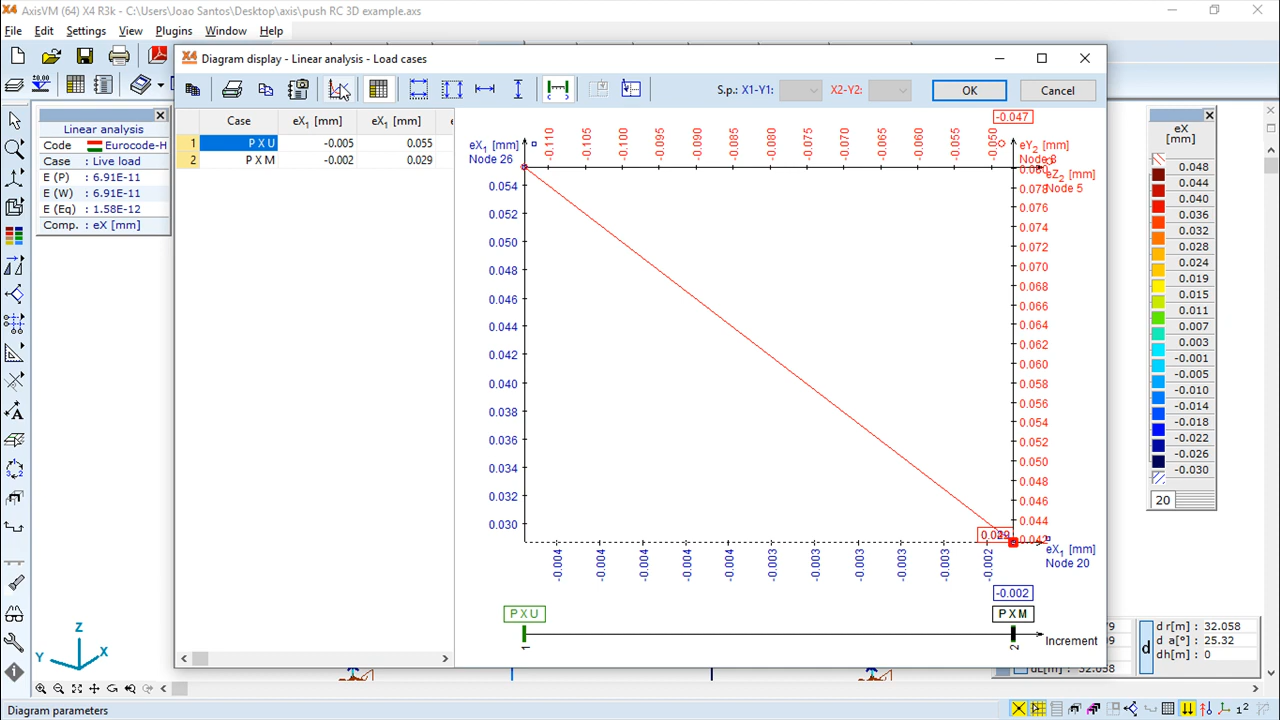 AxisVM (64) X4 R3k - C:\Users\Joao Santos\Desktop\axis\push RC 3D example.axs
File Edit Settings View Plugins Window Help
Diagram display - Linear analysis - Load cases
S.p.: X1-Y1: X2-Y2: OK Cancel
Linear analysis
Code : Eurocode-H
Case : Live load
E (P) : 6.91E-11
E (W) : 6.91E-11
E (Eq) : 1.58E-12
Comp. : eX [mm]
Case eX1 [mm] eX1 [mm]
1 P X U -0.005 0.055
2 P X M -0.002 0.029
-0.047
eX1 [mm]
Node 26
-0.110 -0.105 -0.100 -0.095 -0.090 -0.085 -0.080 -0.075 -0.070 -0.065 -0.060 -0.055 -0.050
eY2 [mm]
Node 8
eZ2 [mm]
Node 5
0.054
0.052
0.050
0.048
0.046
0.044
0.042
0.040
0.038
0.036
0.034
0.032
0.030
0.078
0.076
0.074
0.072
0.070
0.068
0.066
0.064
0.062
0.060
0.058
0.056
0.054
0.052
0.050
0.048
0.046
0.044
0.042
eX1 [mm]
Node 20
-0.004 -0.004 -0.004 -0.004 -0.004 -0.003 -0.003 -0.003 -0.003 -0.003 -0.002
-0.002
P X U P X M
1 2 Increment
eX
[mm]
0.048
0.044
0.040
0.036
0.032
0.028
0.024
0.019
0.015
0.011
0.007
0.003
-0.001
-0.005
-0.010
-0.014
-0.018
-0.022
-0.026
-0.030
20
Z
Y X
d
d r[m] : 32.058
d a[°] : 25.32
dh[m] : 0
Diagram parameters